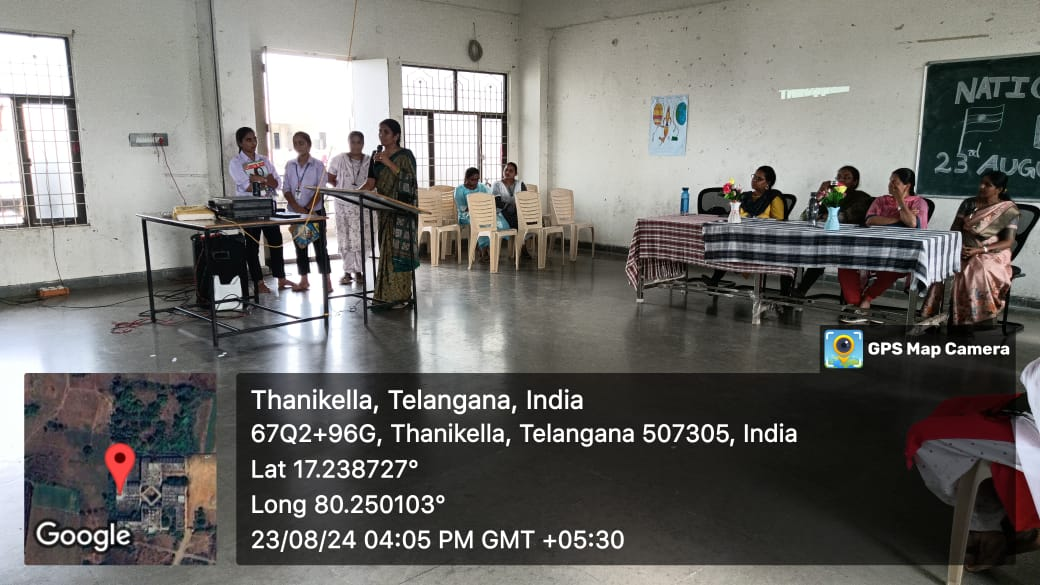 NATIO
23rd AUGU
GPS Map Camera
Thanikella, Telangana, India
67Q2+96G, Thanikella, Telangana 507305, India
Lat 17.238727°
Long 80.250103°
23/08/24 04:05 PM GMT +05:30
Google